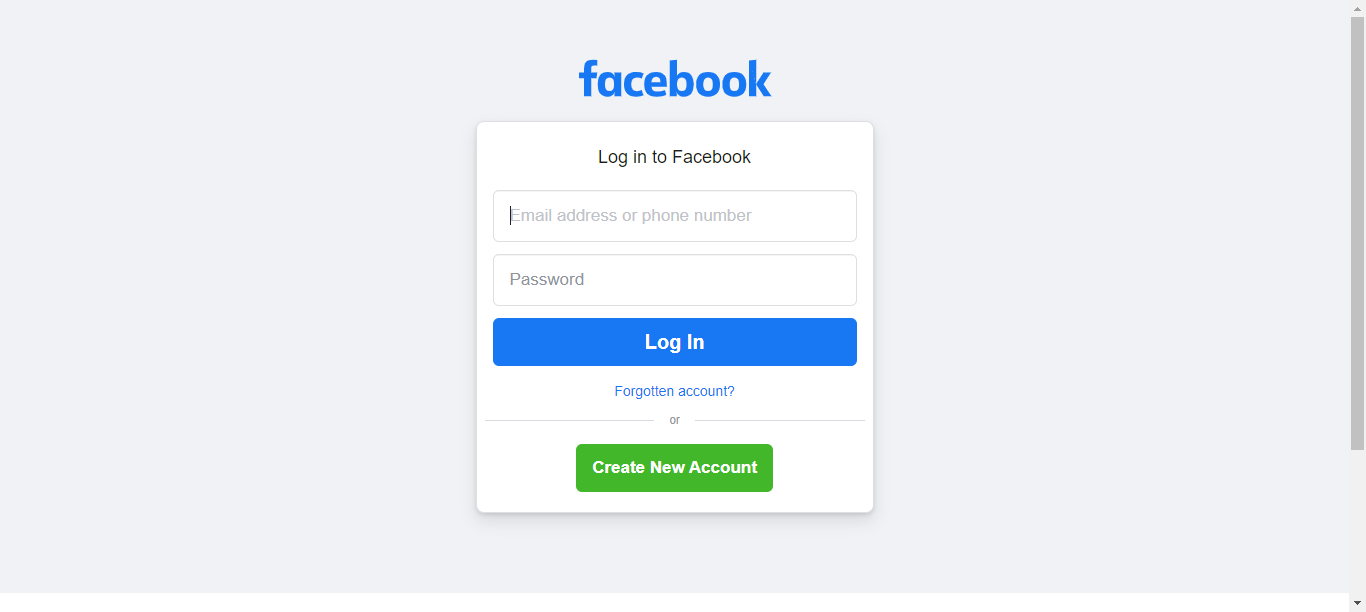 facebook
Log in to Facebook
Email address or phone number
Password
Log In
Forgotten account?
or
Create New Account